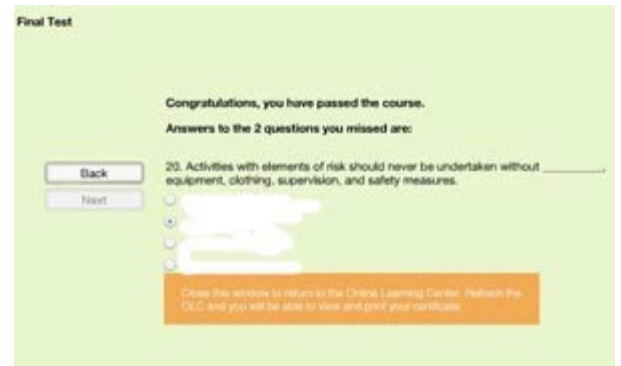 Final Test
Congratulations, you have passed the course.
Answers to the 2 questions you missed are:
Back
Next
20. Activities with elements of risk should never be undertaken without _________,
equipment, clothing, supervision, and safety measures.
Close this window to return to the Online Learning Center. Refresh the
OLC and you will be able to view and print your certificate.